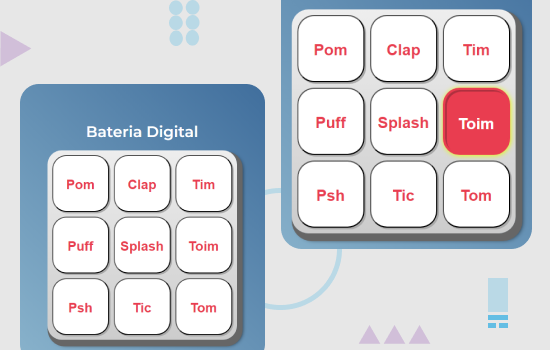 Bateria Digital
Pom Clap Tim
Puff Splash Toim
Psh Tic Tom
Pom Clap Tim
Puff Splash Toim
Psh Tic Tom